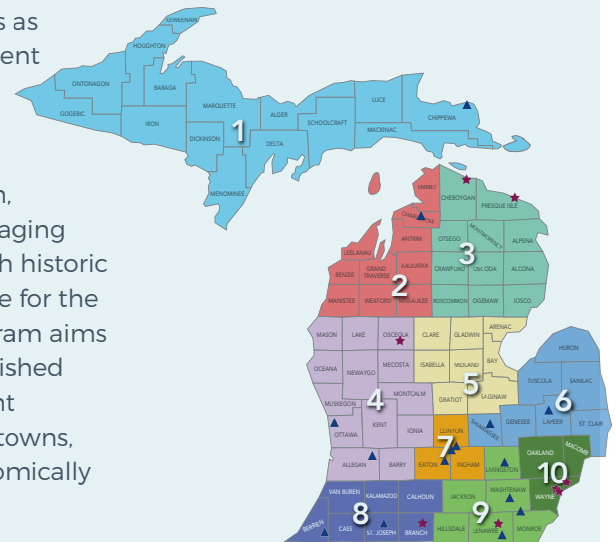 s as
ent
n,
aging
h historic
e for the
ram aims
ished
nt
towns,
omically
KEWEENAW
HOUGHTON
ONTONAGON
BARAGA
GOGEBIC
IRON
MARQUETTE
DICKINSON
MENOMINEE
1
ALGER
DELTA
SCHOOLCRAFT
LUCE
MACKINAC
CHIPPEWA
EMMET
CHARLEVOIX
ANTRIM
LEELANAU
BENZIE
GRAND
TRAVERSE
KALKASKA
MANISTEE
WEXFORD
MISSAUKEE
2
CHEBOYGAN
PRESQUE ISLE
OTSEGO
MONTMORENCY
ALPENA
3
CRAWFORD
OSCODA
ALCONA
ROSCOMMON
OGEMAW
IOSCO
MASON
LAKE
OSCEOLA
OCEANA
NEWAYGO
MECOSTA
MONTCALM
MUSKEGON
4
KENT
IONIA
OTTAWA
ALLEGAN
BARRY
CLARE
GLADWIN
ARENAC
ISABELLA
MIDLAND
BAY
5
GRATIOT
SAGINAW
HURON
TUSCOLA
SANILAC
6
GENESEE
LAPEER
ST. CLAIR
SHIAWASSEE
CLINTON
7
EATON
INGHAM
LIVINGSTON
OAKLAND
MACOMB
10
WAYNE
VAN BUREN
KALAMAZOO
CALHOUN
8
BERRIEN
CASS
ST. JOSEPH
BRANCH
JACKSON
WASHTENAW
9
HILLSDALE
LENAWEE
MONROE